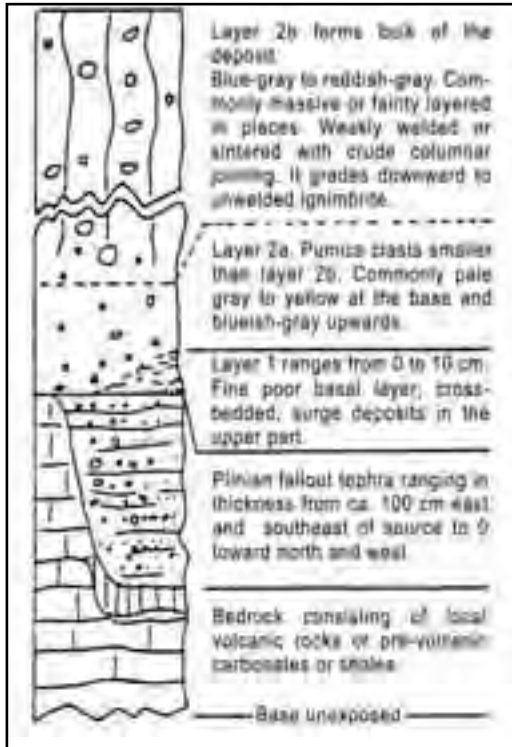 Layer 2b forms bulk of the
deposit.
Blue-gray to reddish-gray. Com-
monly massive or fainty layered
in places. Weakly welded or
sintered with crude columnar
joining. It grades downward to
unwelded ignimbrite.
Layer 2a. Pumice clasts smaller
than layer 2b. Commonly pale
gray to yellow at the base and
blueish-gray upwards.
Layer 1 ranges from 0 to 10 cm.
Fine poor basal layer, cross-
bedded, surge deposits in the
upper part.
Plinian fallout tephra ranging in
thickness from ca. 100 cm east
and southeast of source to 0
toward north and west.
Bedrock consisting of local
volcanic rocks or pre-volcanic
carbonates or shales
Base unexposed